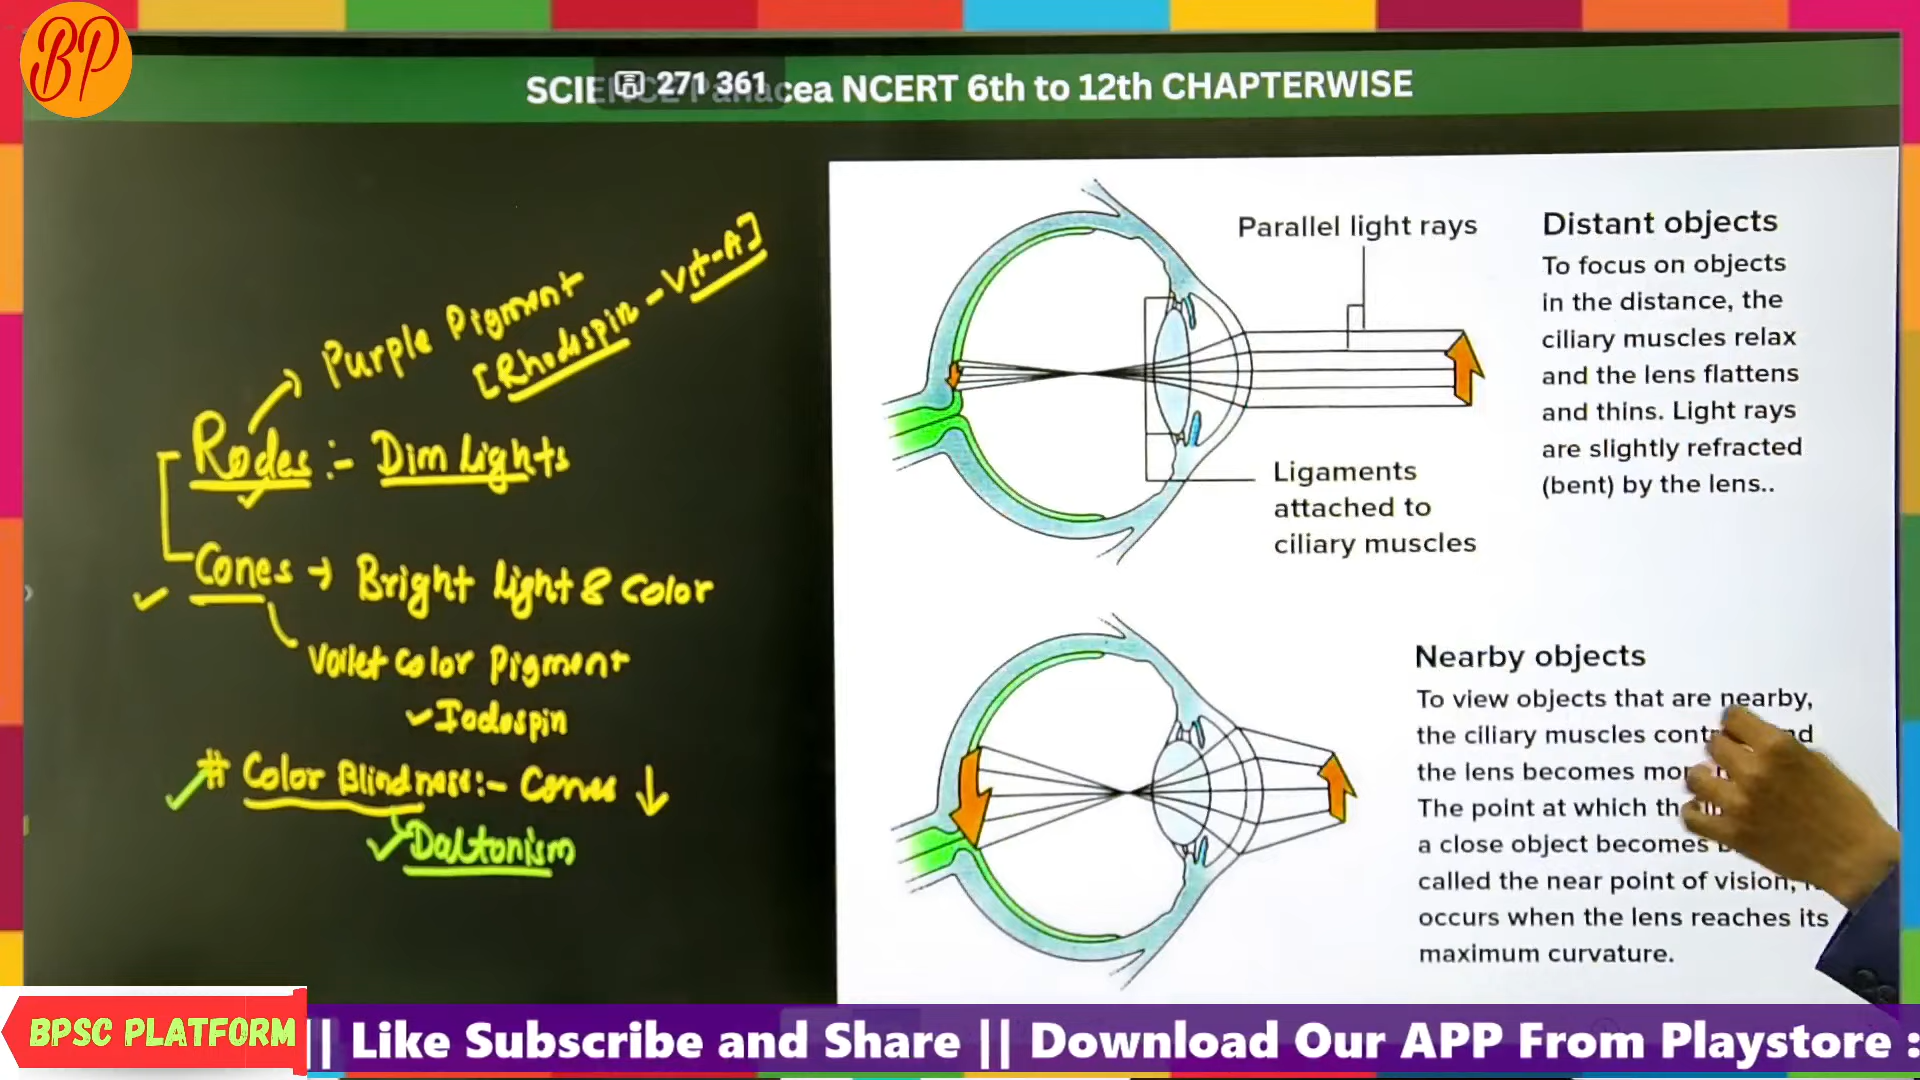 BP
SCIE 271 361 cea NCERT 6th to 12th CHAPTERWISE
Purple Pigment
[Rhodospin - Vit-A]
Rodes :- Dim Lights
Cones → Bright Light & Color
Voilet Color Pigment
Iodospin
# Color Blindness :- Cones ↓
Daltonism
Parallel light rays
Ligaments
attached to
ciliary muscles
Distant objects
To focus on objects
in the distance, the
ciliary muscles relax
and the lens flattens
and thins. Light rays
are slightly refracted
(bent) by the lens..
Nearby objects
To view objects that are nearby,
the ciliary muscles
the lens becomes
The point at which
a close object becomes
called the near point of vision,
occurs when the lens reaches its
maximum curvature.
BPSC PLATFORM
|| Like Subscribe and Share || Download Our APP From Playstore :